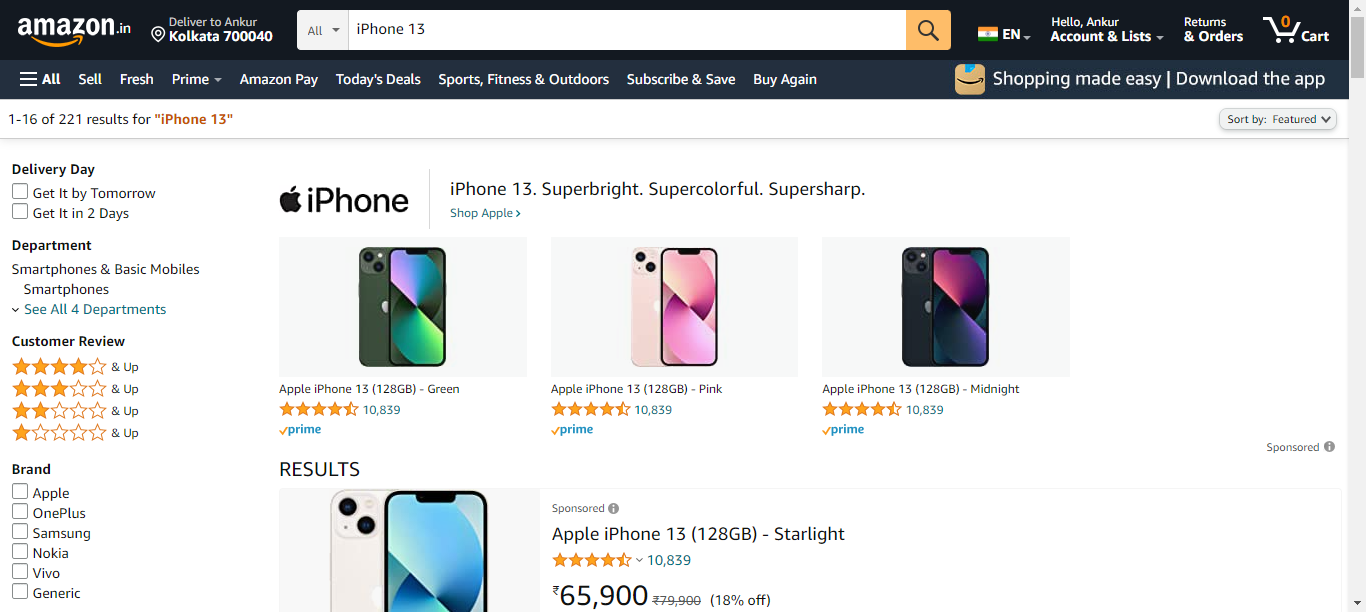 amazon.in
Deliver to Ankur
Kolkata 700040
All
iPhone 13
EN
Hello, Ankur
Account & Lists
Returns
& Orders
0
Cart
All Sell Fresh Prime Amazon Pay Today's Deals Sports, Fitness & Outdoors Subscribe & Save Buy Again
Shopping made easy | Download the app
1-16 of 221 results for "iPhone 13"
Sort by: Featured
Delivery Day
Get It by Tomorrow
Get It in 2 Days
Department
Smartphones & Basic Mobiles
Smartphones
See All 4 Departments
Customer Review
& Up
& Up
& Up
& Up
Brand
Apple
OnePlus
Samsung
Nokia
Vivo
Generic
iPhone
iPhone 13. Superbright. Supercolorful. Supersharp.
Shop Apple ›
Apple iPhone 13 (128GB) - Green
10,839
prime
Apple iPhone 13 (128GB) - Pink
10,839
prime
Apple iPhone 13 (128GB) - Midnight
10,839
prime
Sponsored
RESULTS
Sponsored
Apple iPhone 13 (128GB) - Starlight
10,839
₹65,900 ₹79,900 (18% off)